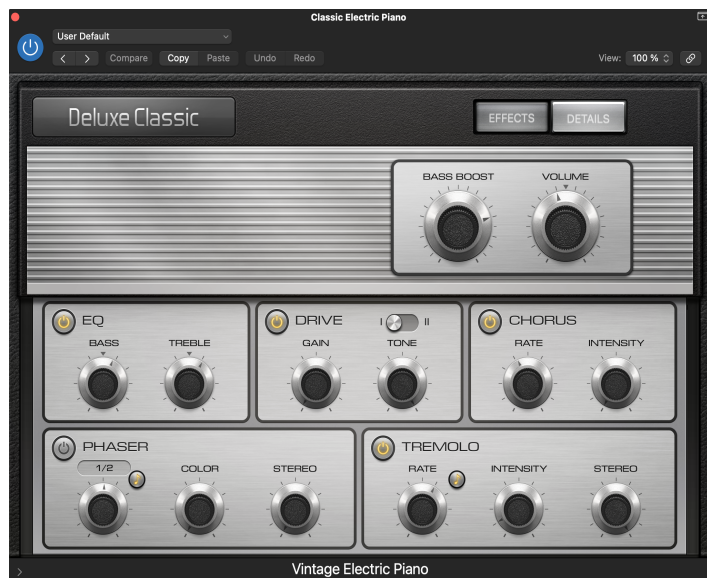 Classic Electric Piano
User Default
Compare Copy Paste Undo Redo View: 100 %
Deluxe Classic
EFFECTS DETAILS
BASS BOOST VOLUME
EQ
BASS TREBLE
DRIVE I II
GAIN TONE
CHORUS
RATE INTENSITY
PHASER
1/2 COLOR STEREO
TREMOLO
RATE INTENSITY STEREO
Vintage Electric Piano